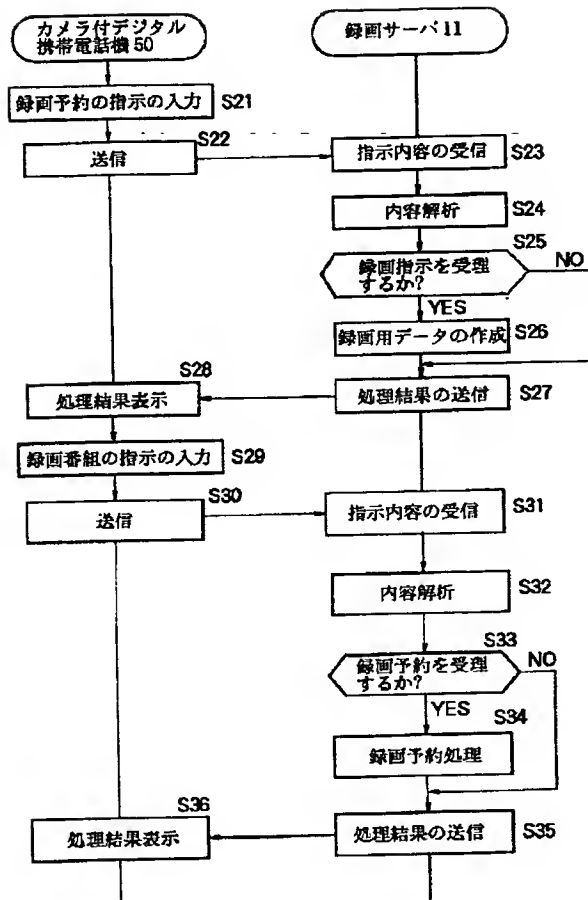 カメラ付デジタル
携帯電話機50
録画サーバ11
録画予約の指示の入力
S21
送信
S22
指示内容の受信
S23
内容解析
S24
録画指示を受理
するか?
S25
NO
YES
録画用データの作成
S26
処理結果の送信
S27
処理結果表示
S28
録画番組の指示の入力
S29
送信
S30
指示内容の受信
S31
内容解析
S32
録画予約を受理
するか?
S33
NO
YES
録画予約処理
S34
処理結果の送信
S35
処理結果表示
S36